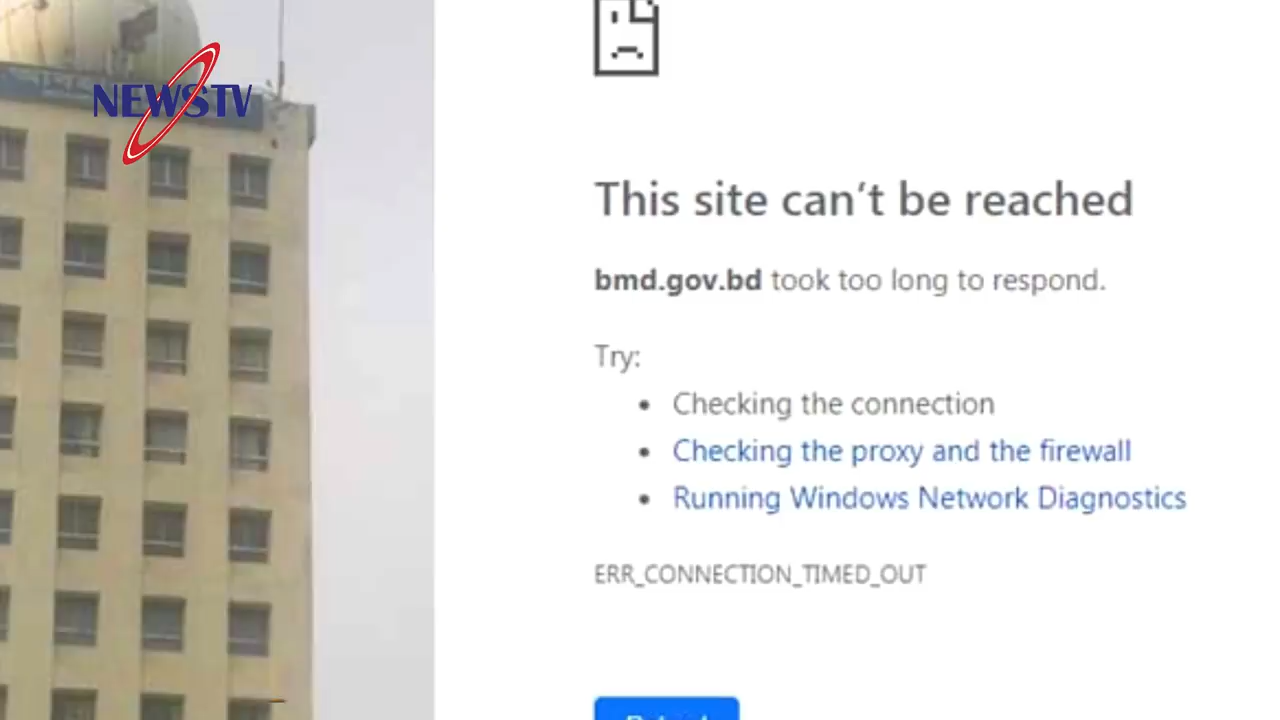 NEWSTV
This site can't be reached
bmd.gov.bd took too long to respond.
Try:
• Checking the connection
• Checking the proxy and the firewall
• Running Windows Network Diagnostics
ERR_CONNECTION_TIMED_OUT